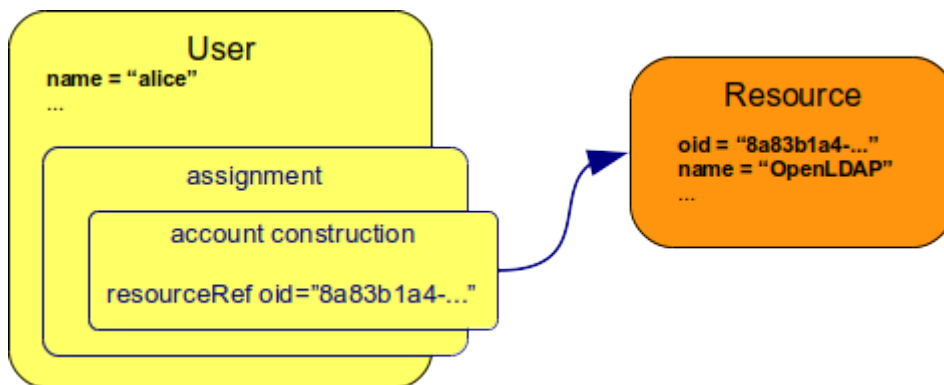 User
name = “alice”
...
assignment
account construction
resourceRef oid=”8a83b1a4-...”
Resource
oid = “8a83b1a4-...”
name = “OpenLDAP”
...